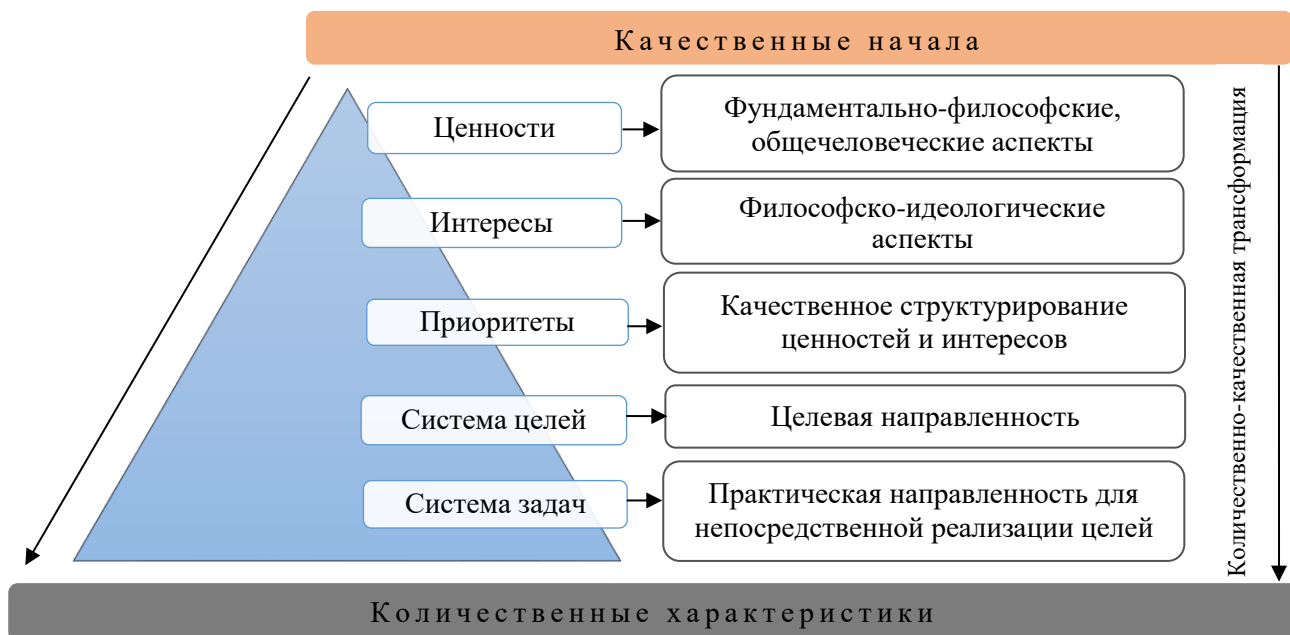 Качественные начала
Ценности
Фундаментально-философские,
общечеловеческие аспекты
Интересы
Философско-идеологические
аспекты
Приоритеты
Качественное структурирование
ценностей и интересов
Система целей
Целевая направленность
Система задач
Практическая направленность для
непосредственной реализации целей
Количественно-качественная трансформация
Количественные характеристики